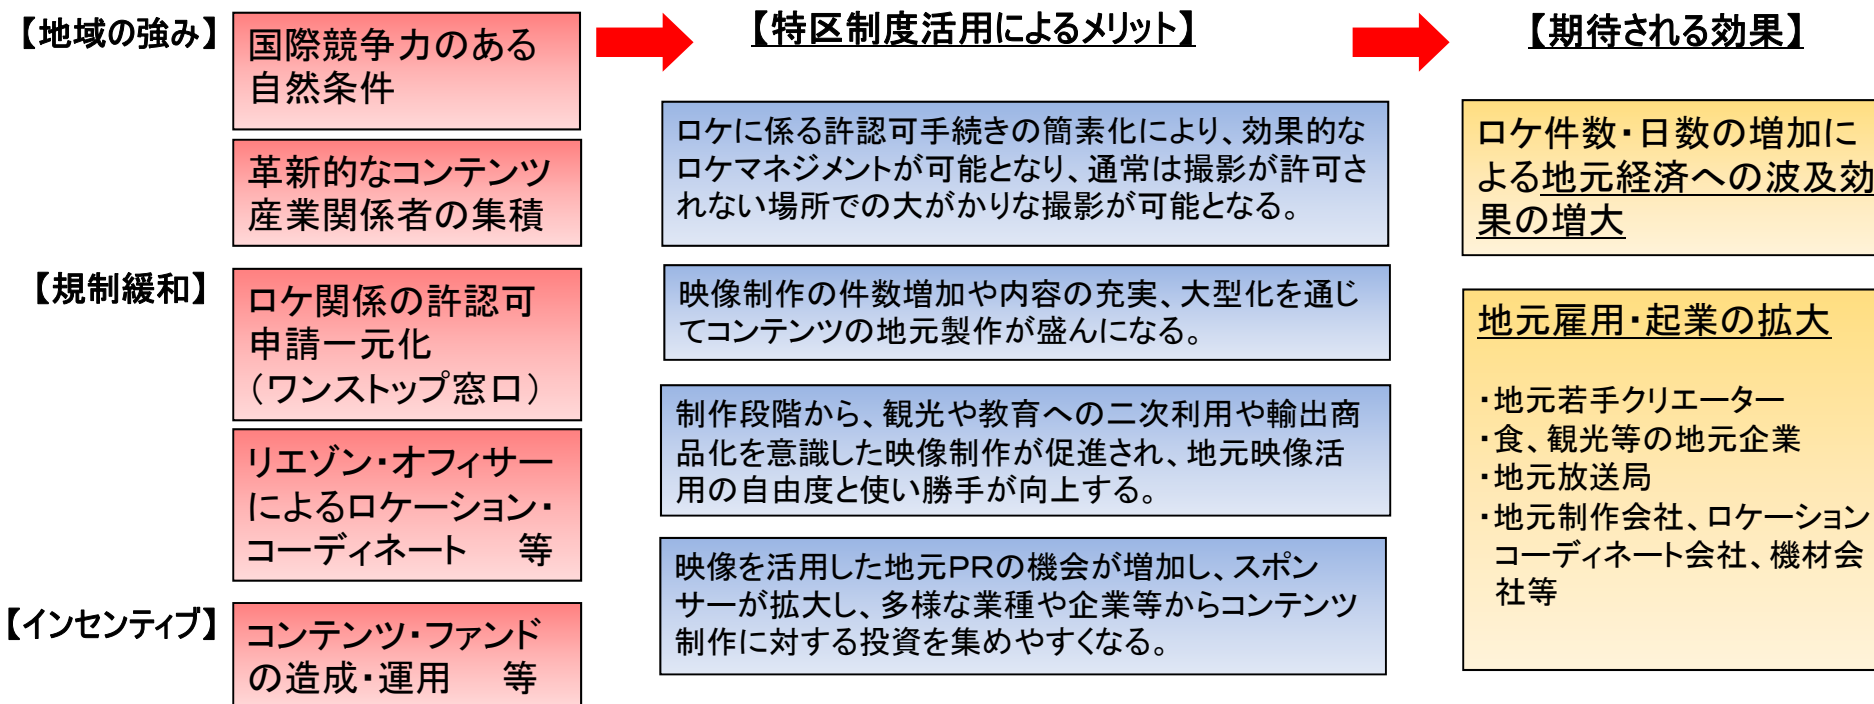 【地域の強み】
国際競争力のある
自然条件
革新的なコンテンツ
産業関係者の集積
【規制緩和】
ロケ関係の許認可
申請一元化
（ワンストップ窓口）
リエゾン・オフィサー
によるロケーション・
コーディネート　等
【インセンティブ】
コンテンツ・ファンド
の造成・運用　等
【特区制度活用によるメリット】
ロケに係る許認可手続きの簡素化により、効果的な
ロケマネジメントが可能となり、通常は撮影が許可さ
れない場所での大がかりな撮影が可能となる。
映像制作の件数増加や内容の充実、大型化を通じ
てコンテンツの地元製作が盛んになる。
制作段階から、観光や教育への二次利用や輸出商
品化を意識した映像制作が促進され、地元映像活
用の自由度と使い勝手が向上する。
映像を活用した地元PRの機会が増加し、スポン
サーが拡大し、多様な業種や企業等からコンテンツ
制作に対する投資を集めやすくなる。
【期待される効果】
ロケ件数・日数の増加に
よる地元経済への波及効
果の増大
地元雇用・起業の拡大
・地元若手クリエーター
・食、観光等の地元企業
・地元放送局
・地元制作会社、ロケーション
コーディネート会社、機材会
社等